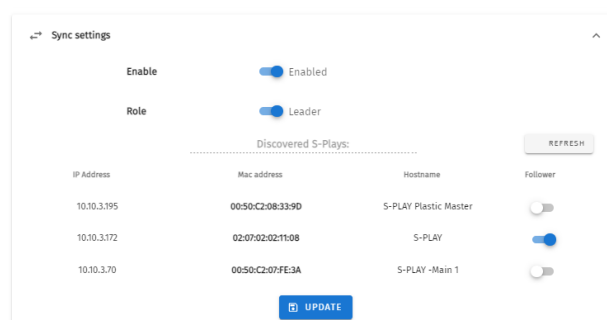 Sync settings
Enable Enabled
Role Leader
Discovered S-Plays:
REFRESH
IP Address Mac address Hostname Follower
10.10.3.195 00:50:C2:08:33:9D S-PLAY Plastic Master
10.10.3.172 02:07:02:02:11:08 S-PLAY
10.10.3.70 00:50:C2:07:FE:3A S-PLAY -Main 1
UPDATE